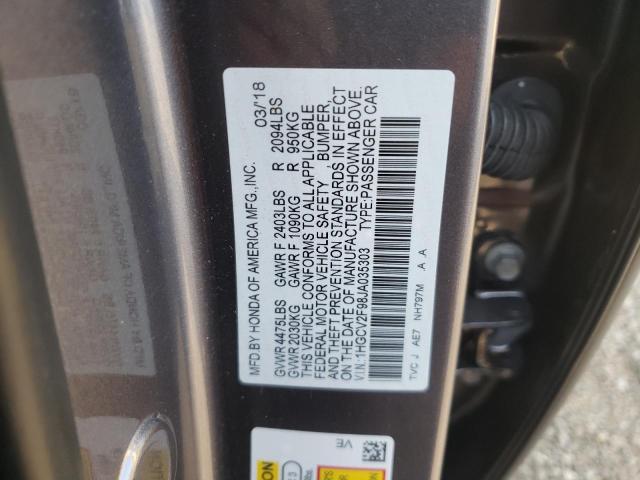 MFD.BY HONDA OF AMERICA MFG.,INC. 03/'18
GVWR 4475LBS GAWR F 2403LBS R 2094LBS
GVWR 2030KG GAWR F 1090KG R 950KG
THIS VEHICLE CONFORMS TO ALL APPLICABLE
FEDERAL MOTOR VEHICLE SAFETY , BUMPER,
AND THEFT PREVENTION STANDARDS IN EFFECT
ON THE DATE OF MANUFACTURE SHOWN ABOVE.
V.I.N.:1HGCV2F98JA035303 TYPE:PASSENGER CAR
TVC J AE7 NH797M .A .A